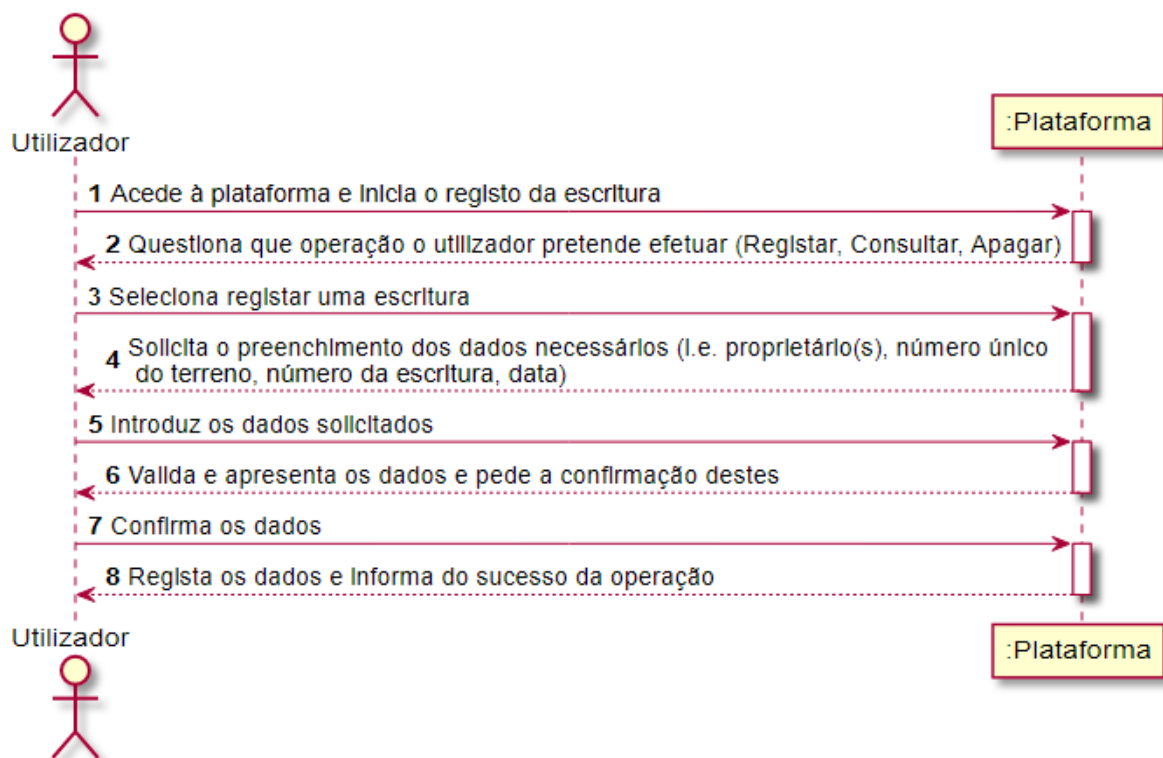 Utilizador
:Plataforma
1 Acede à plataforma e inicia o registo da escritura
2 Questiona que operação o utilizador pretende efetuar (Registar, Consultar, Apagar)
3 Seleciona registar uma escritura
4 Solicita o preenchimento dos dados necessários (i.e. proprietário(s), número único
do terreno, número da escritura, data)
5 Introduz os dados solicitados
6 Valida e apresenta os dados e pede a confirmação destes
7 Confirma os dados
8 Regista os dados e informa do sucesso da operação
Utilizador
:Plataforma